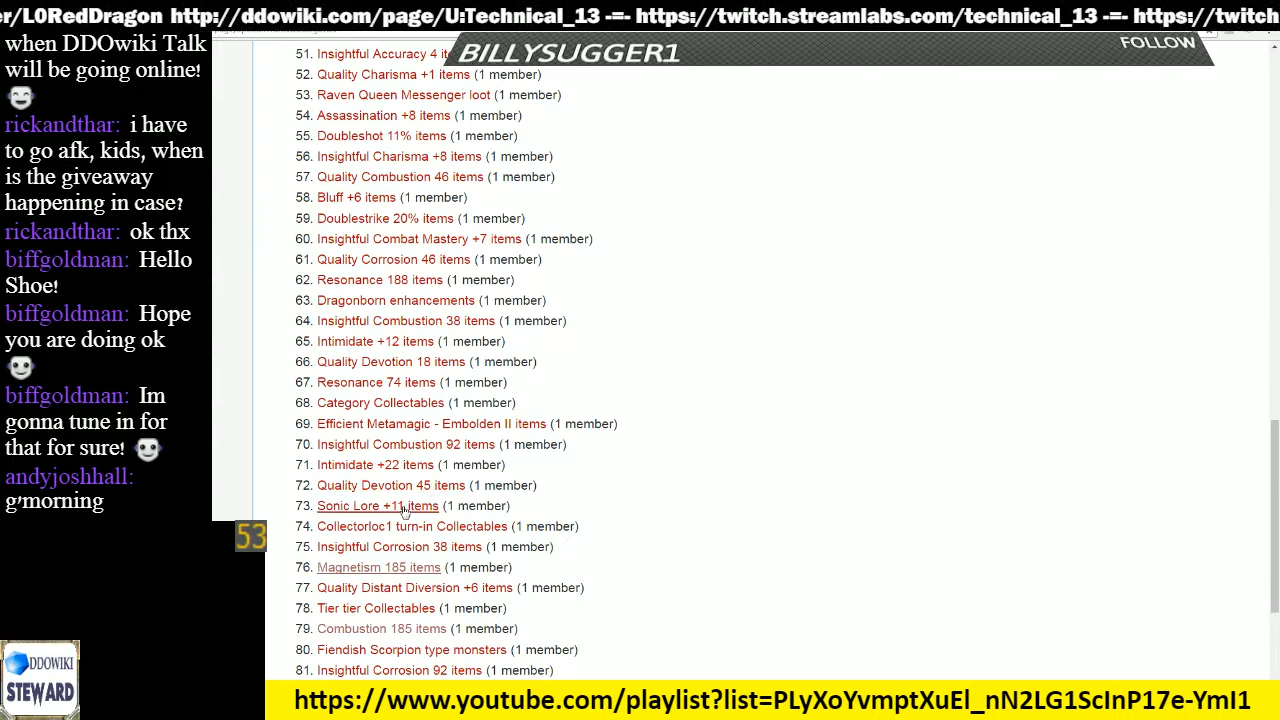 er/L0RedDragon http://ddowiki.com/page/U:Technical_13 -=- https://twitch.streamlabs.com/technical_13 -=- https://twitch
when DDOwiki Talk
will be going online!
rickandthar: i have
to go afk, kids, when
is the giveaway
happening in case?
rickandthar: ok thx
biffgoldman: Hello
Shoe!
biffgoldman: Hope
you are doing ok
biffgoldman: Im
gonna tune in for
that for sure!
andyjoshhall:
g'morning
53
DDOWIKI
STEWARD
BILLYSUGGER1
FOLLOW
51. Insightful Accuracy 4 it
52. Quality Charisma +1 items (1 member)
53. Raven Queen Messenger loot (1 member)
54. Assassination +8 items (1 member)
55. Doubleshot 11% items (1 member)
56. Insightful Charisma +8 items (1 member)
57. Quality Combustion 46 items (1 member)
58. Bluff +6 items (1 member)
59. Doublestrike 20% items (1 member)
60. Insightful Combat Mastery +7 items (1 member)
61. Quality Corrosion 46 items (1 member)
62. Resonance 188 items (1 member)
63. Dragonborn enhancements (1 member)
64. Insightful Combustion 38 items (1 member)
65. Intimidate +12 items (1 member)
66. Quality Devotion 18 items (1 member)
67. Resonance 74 items (1 member)
68. Category Collectables (1 member)
69. Efficient Metamagic - Embolden II items (1 member)
70. Insightful Combustion 92 items (1 member)
71. Intimidate +22 items (1 member)
72. Quality Devotion 45 items (1 member)
73. Sonic Lore +11 items (1 member)
74. Collectorloc1 turn-in Collectables (1 member)
75. Insightful Corrosion 38 items (1 member)
76. Magnetism 185 items (1 member)
77. Quality Distant Diversion +6 items (1 member)
78. Tier tier Collectables (1 member)
79. Combustion 185 items (1 member)
80. Fiendish Scorpion type monsters (1 member)
81. Insightful Corrosion 92 items (1 member)
https://www.youtube.com/playlist?list=PLyXoYvmptXuEl_nN2LG1ScInP17e-YmI1